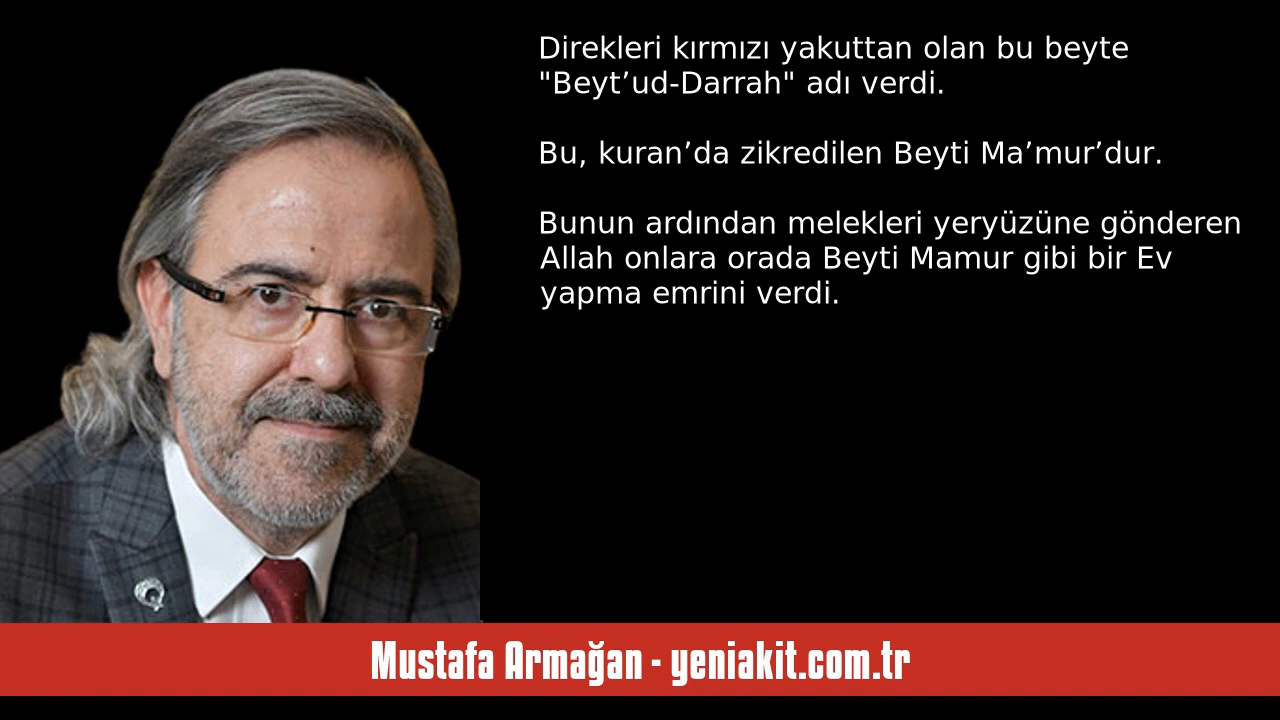 Direkleri kırmızı yakuttan olan bu beyte
"Beyt’ud-Darrah" adı verdi.
Bu, kuran’da zikredilen Beyti Ma’mur’dur.
Bunun ardından melekleri yeryüzüne gönderen
Allah onlara orada Beyti Mamur gibi bir Ev
yapma emrini verdi.
Mustafa Armağan - yeniakit.com.tr